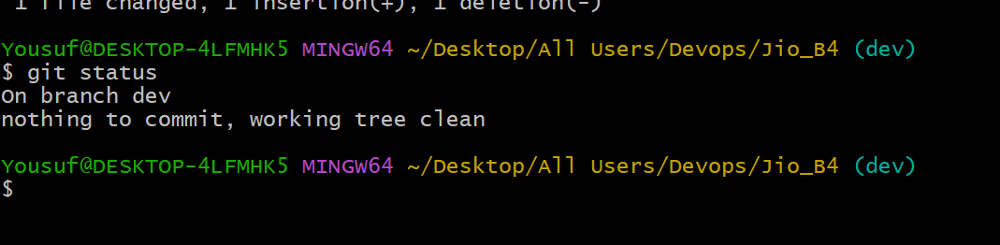 1 file changed, 1 insertion(+), 1 deletion(-)
Yousuf@DESKTOP-4LFMHK5 MINGW64 ~/Desktop/All Users/Devops/Jio_B4 (dev)
$ git status
On branch dev
nothing to commit, working tree clean
Yousuf@DESKTOP-4LFMHK5 MINGW64 ~/Desktop/All Users/Devops/Jio_B4 (dev)
$